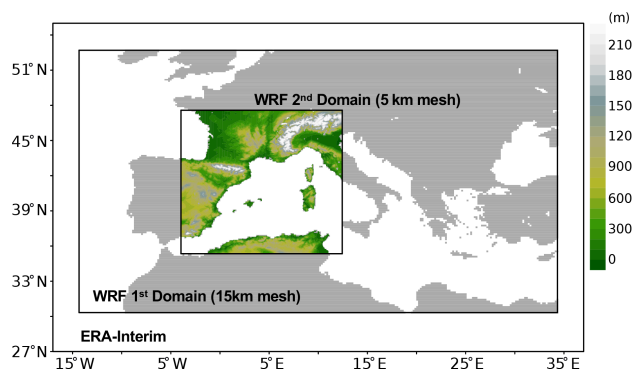 (m)
210
180
150
120
900
600
300
0
51°N
45°N
39°N
33°N
27°N
WRF 2nd Domain (5 km mesh)
WRF 1st Domain (15km mesh)
ERA-Interim
15°W 5°W 5°E 15°E 25°E 35°E